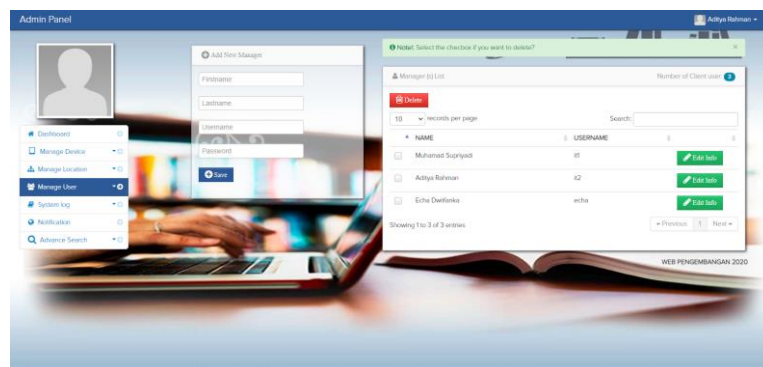 Admin Panel
Aditya Rahman
Dashboard
Manage Device
Manage Location
Manage User
System log
Notification
Advance Search
Add New Manager
Firstname
Lastname
Username
Password
Save
Note!: Select the checbox if you want to delete?
×
Manager (s) List
Number of Client user: 3
Delete
10 records per page
Search:
NAME USERNAME
Muhamad Supriyadi it1 Edit Info
Aditya Rahman it2 Edit Info
Echa Dwifanka echa Edit Info
Showing 1 to 3 of 3 entries
Previous 1 Next
WEB PENGEMBANGAN 2020